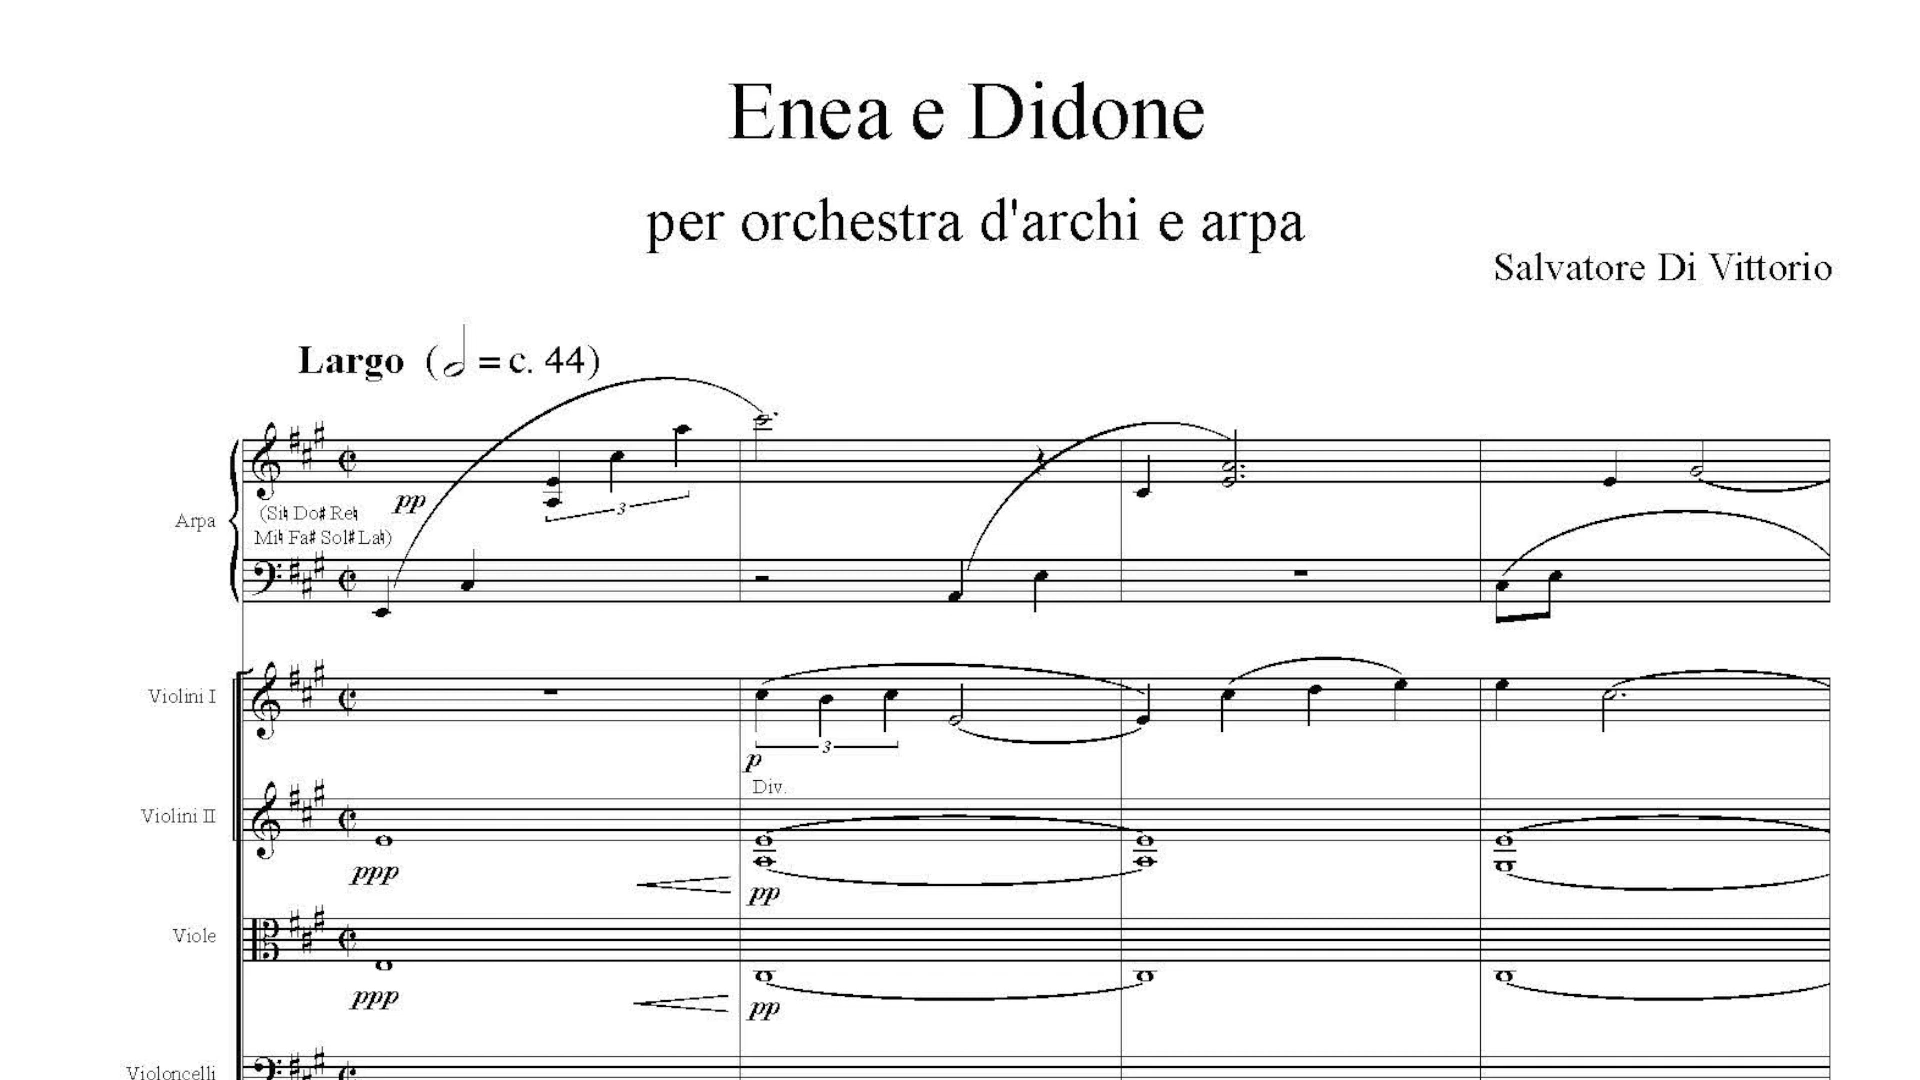 Enea e Didone
per orchestra d'archi e arpa
Salvatore Di Vittorio
Largo (𝅗𝅥 = c. 44)
pp
3
(Si♮ Do♯ Re♮
Mi♮ Fa♯ Sol♯ La♮)
Arpa
Violini I
3
p
Div.
Violini II
ppp
pp
Viole
ppp
pp
Violoncelli